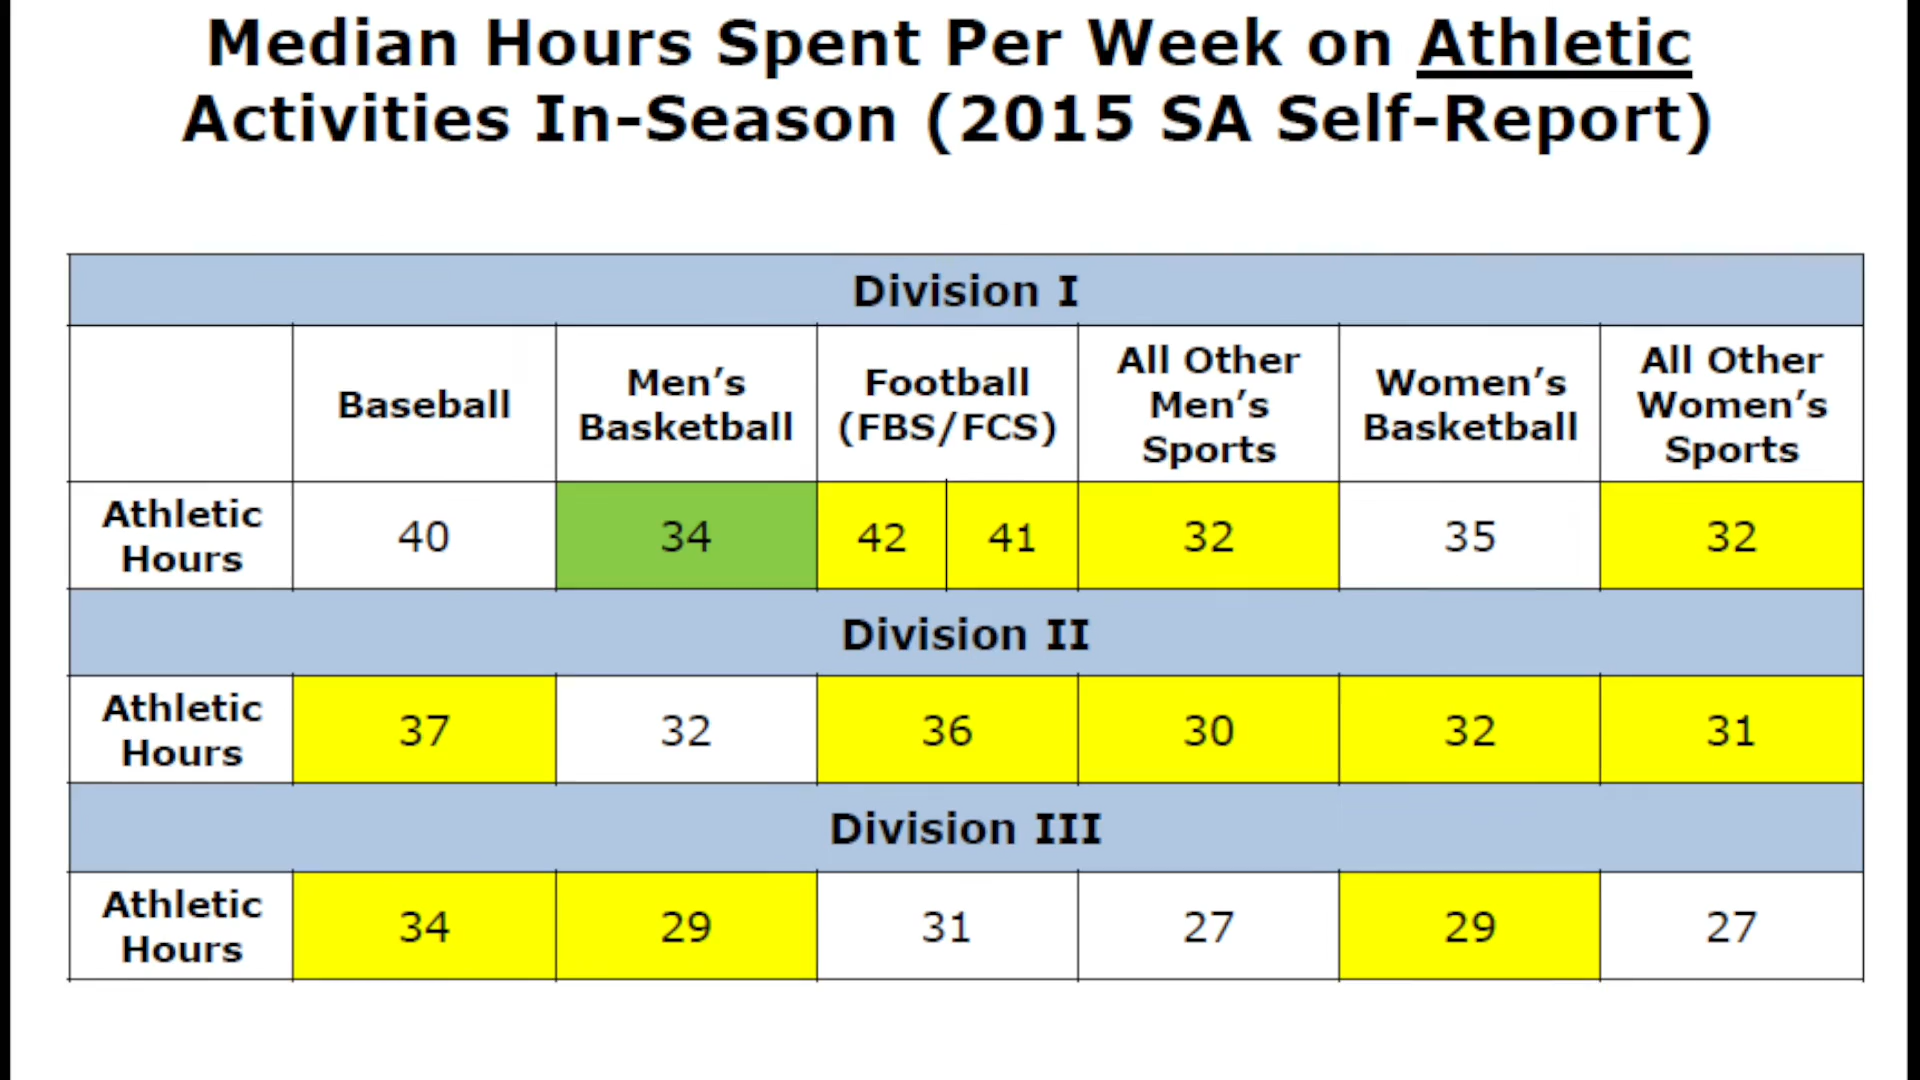 Median Hours Spent Per Week on Athletic
Activities In-Season (2015 SA Self-Report)
Division I
Baseball
Men’s
Basketball
Football
(FBS/FCS)
All Other
Men’s
Sports
Women’s
Basketball
All Other
Women’s
Sports
Athletic
Hours
40
34
42
41
32
35
32
Division II
Athletic
Hours
37
32
36
30
32
31
Division III
Athletic
Hours
34
29
31
27
29
27